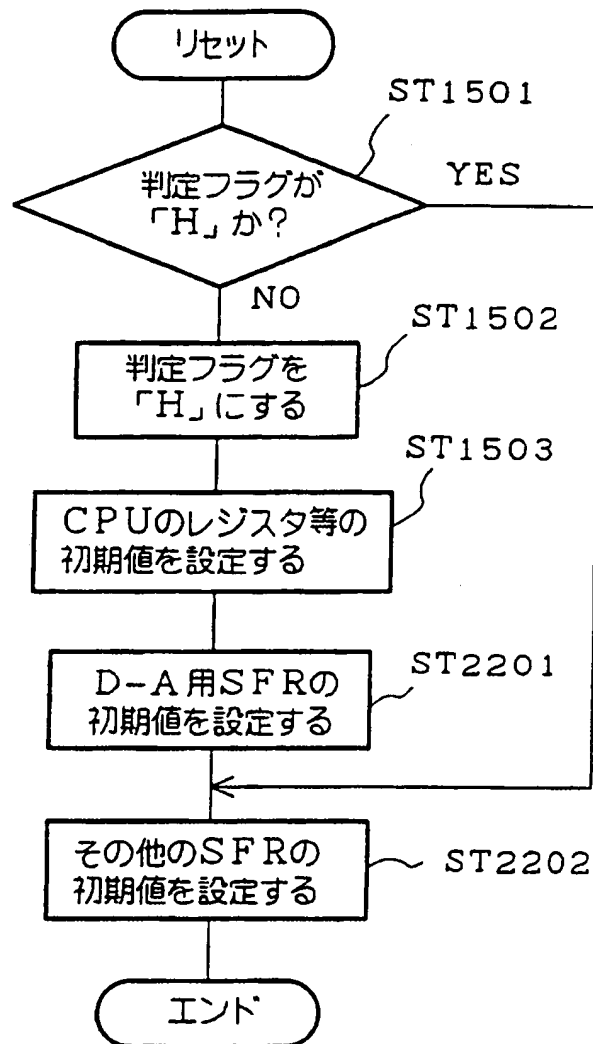 リセット
ST1501
判定フラグが
「H」か?
YES
NO
ST1502
判定フラグを
「H」にする
ST1503
CPUのレジスタ等の
初期値を設定する
ST2201
D-A用SFRの
初期値を設定する
その他のSFRの
初期値を設定する
ST2202
エンド